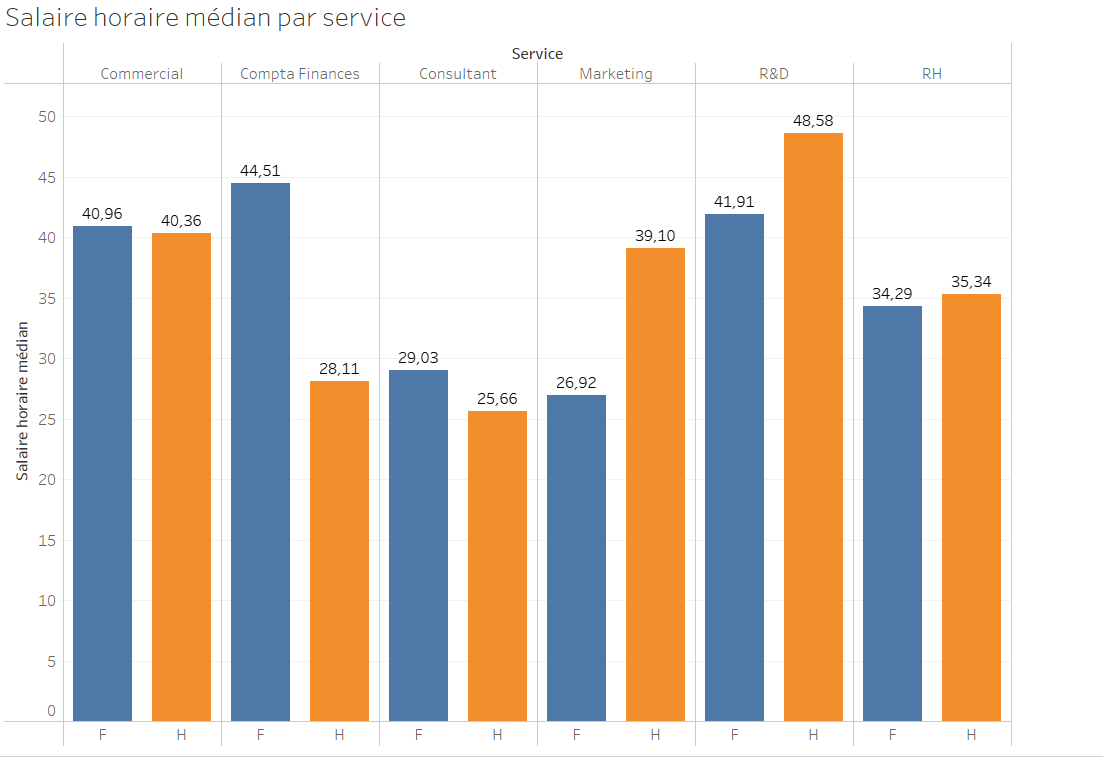 Salaire horaire médian par service
Service
Commercial Compta Finances Consultant Marketing R&D RH
Salaire horaire médian
50
45
40
35
30
25
20
15
10
5
0
40,96 40,36 44,51 28,11 29,03 25,66 26,92 39,10 41,91 48,58 34,29 35,34
F H F H F H F H F H F H